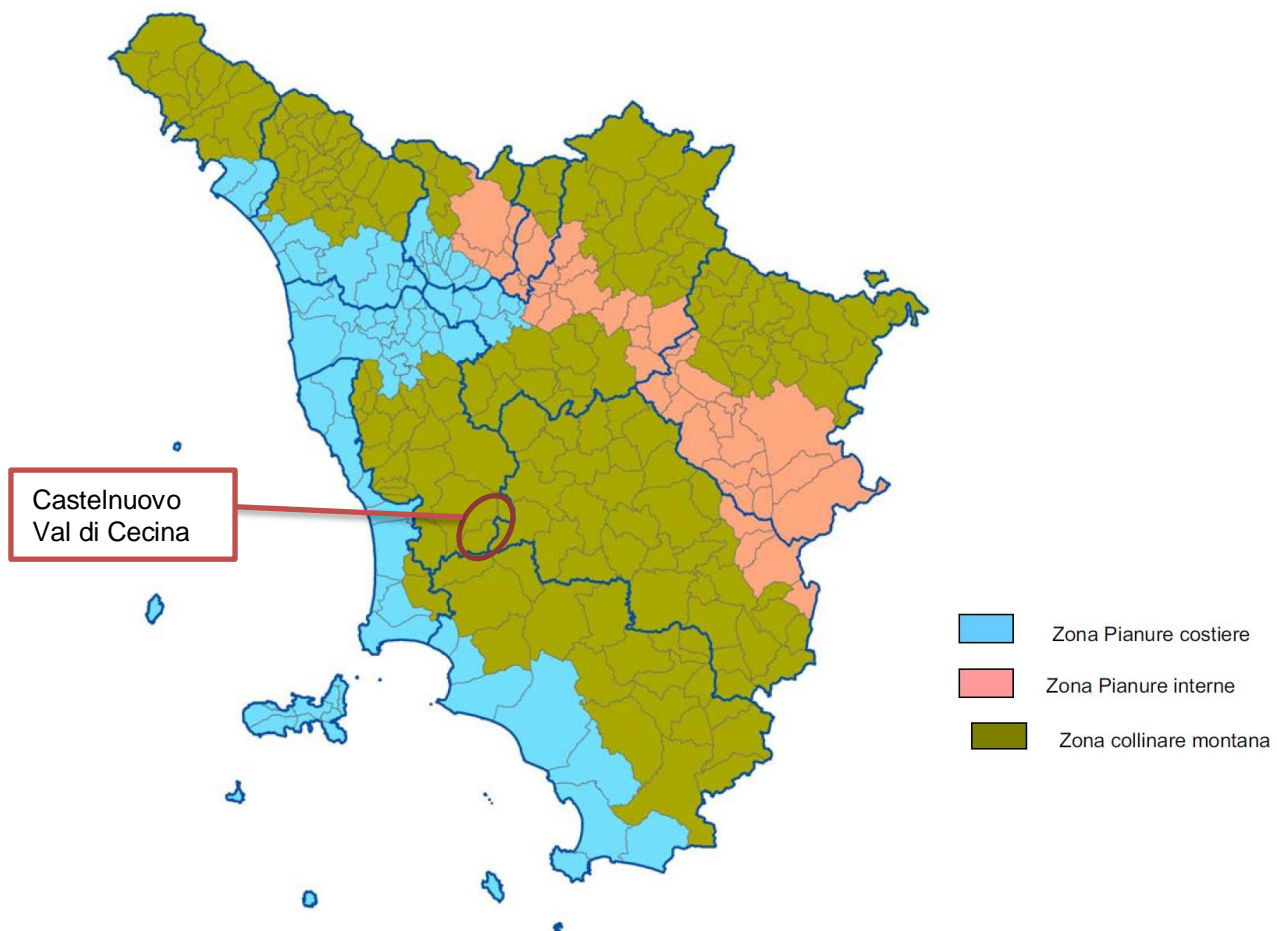 Castelnuovo
Val di Cecina
Zona Pianure costiere
Zona Pianure interne
Zona collinare montana